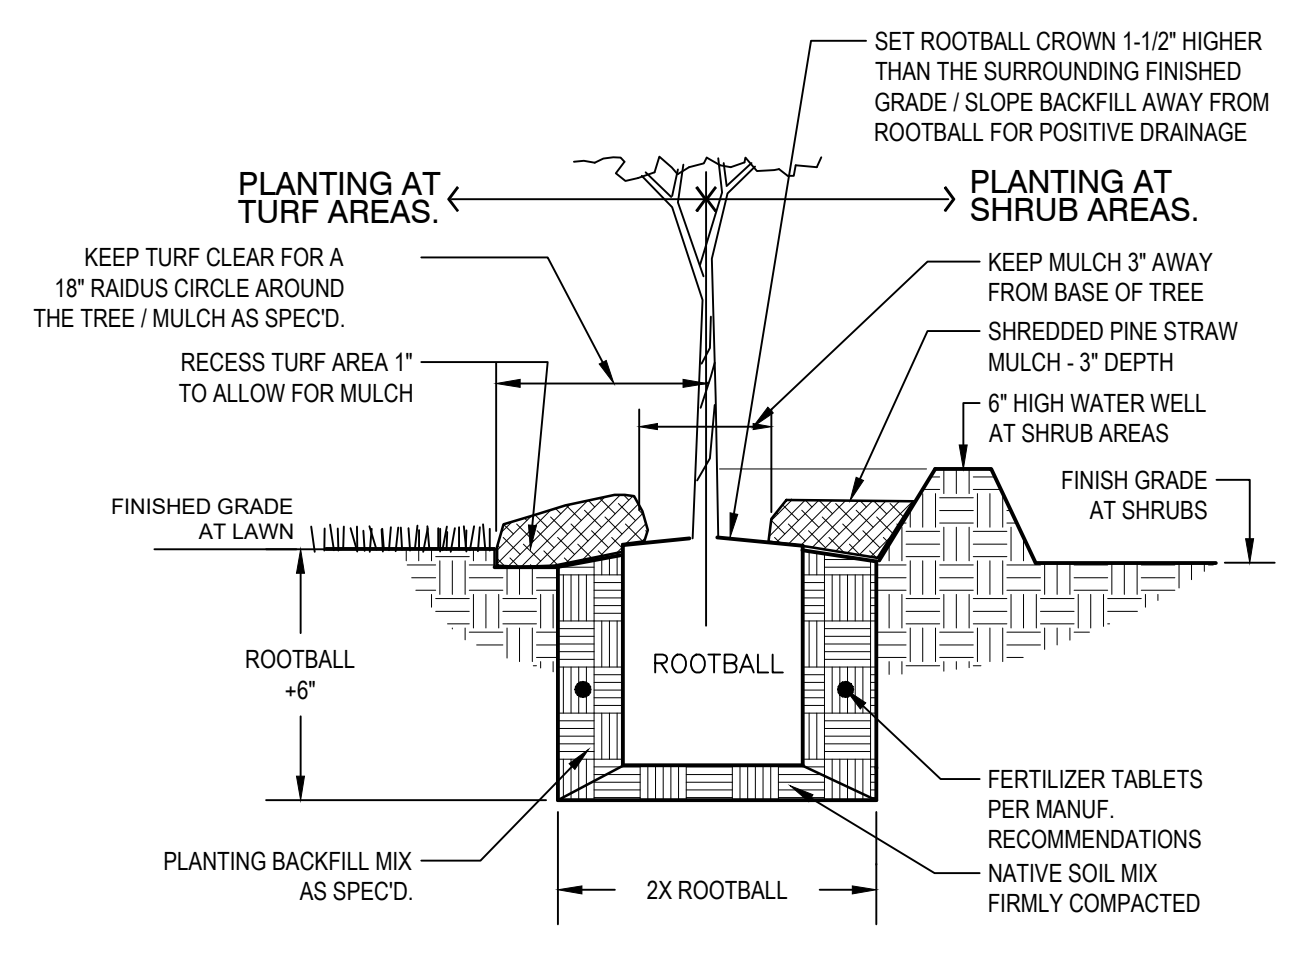 SET ROOTBALL CROWN 1-1/2" HIGHER
THAN THE SURROUNDING FINISHED
GRADE / SLOPE BACKFILL AWAY FROM
ROOTBALL FOR POSITIVE DRAINAGE
PLANTING AT
TURF AREAS.
PLANTING AT
SHRUB AREAS.
KEEP TURF CLEAR FOR A
18" RAIDUS CIRCLE AROUND
THE TREE / MULCH AS SPEC'D.
KEEP MULCH 3" AWAY
FROM BASE OF TREE
RECESS TURF AREA 1"
TO ALLOW FOR MULCH
SHREDDED PINE STRAW
MULCH - 3" DEPTH
6" HIGH WATER WELL
AT SHRUB AREAS
FINISHED GRADE
AT LAWN
FINISH GRADE
AT SHRUBS
ROOTBALL
+6"
ROOTBALL
FERTILIZER TABLETS
PER MANUF.
RECOMMENDATIONS
PLANTING BACKFILL MIX
AS SPEC'D.
2X ROOTBALL
NATIVE SOIL MIX
FIRMLY COMPACTED